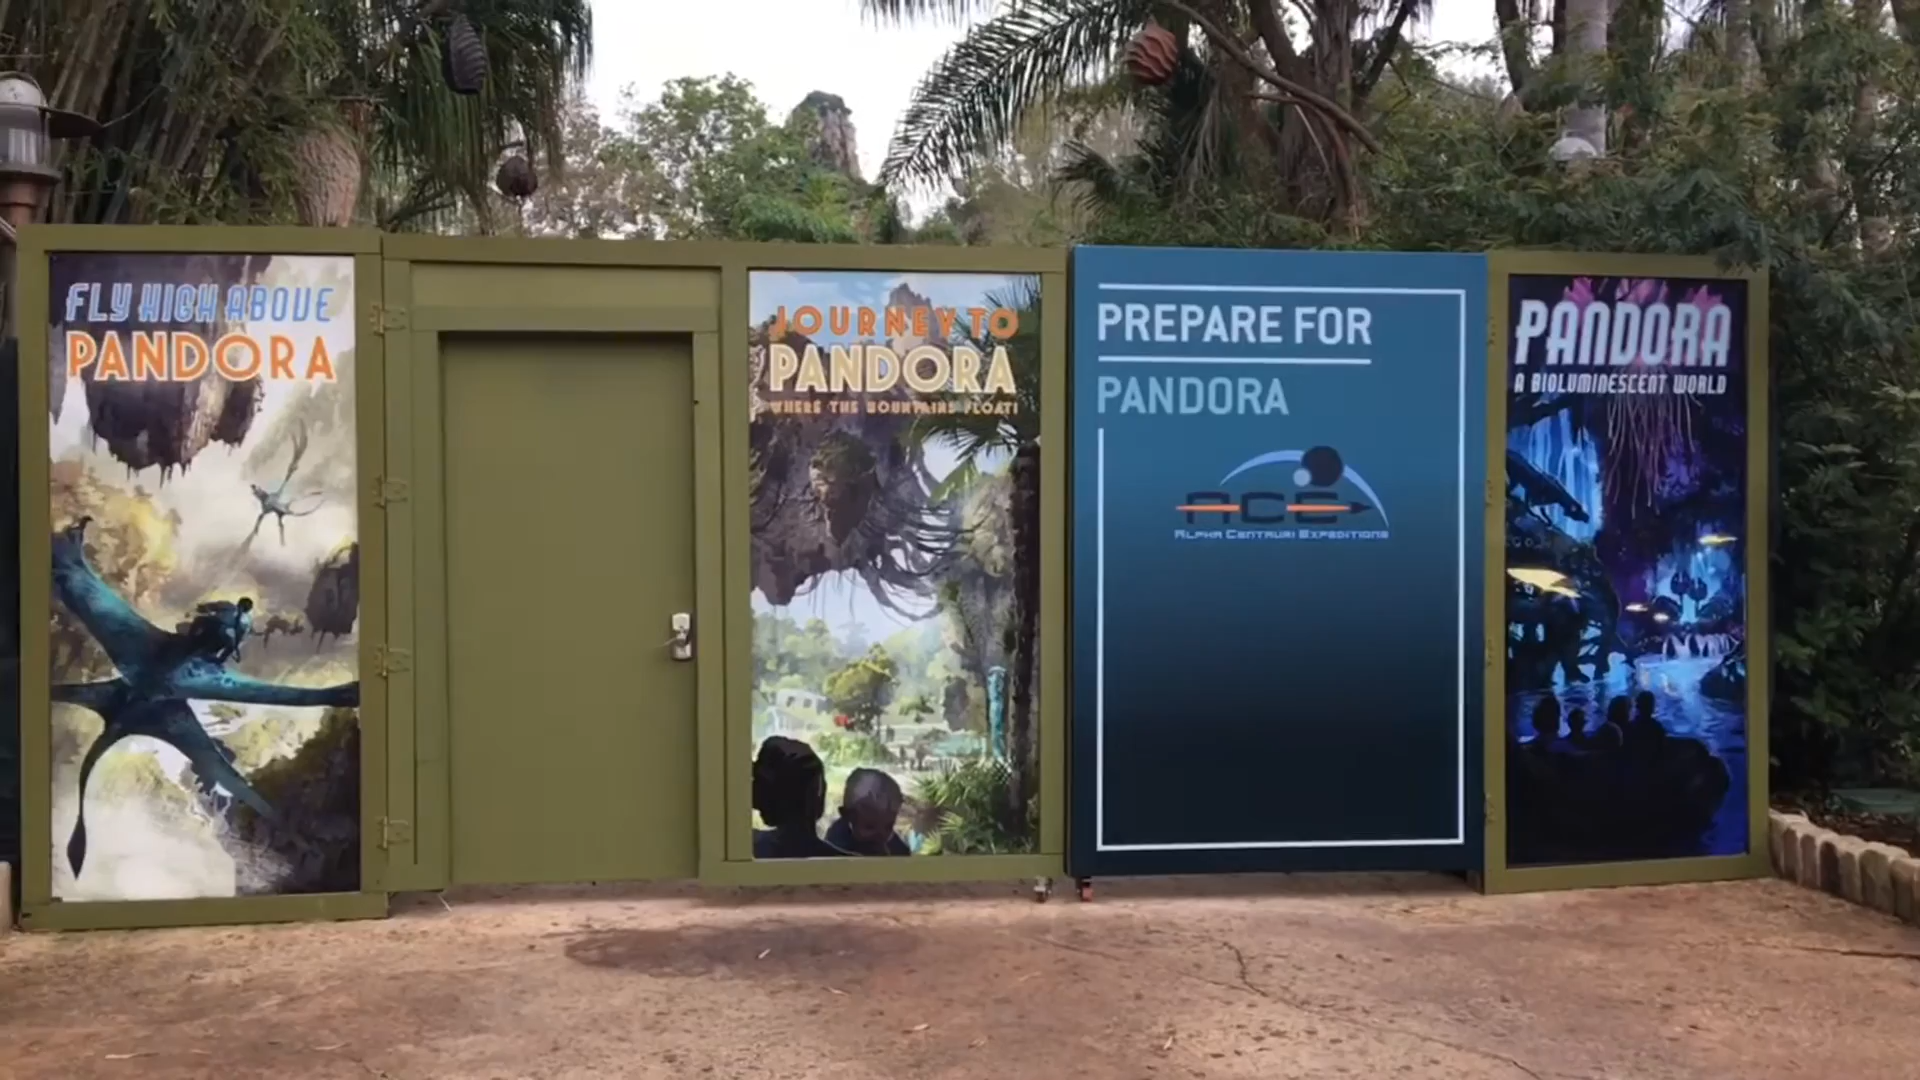 FLY HIGH ABOVE
PANDORA
JOURNEY TO
PANDORA
WHERE THE MOUNTAINS FLOAT!
PREPARE FOR
PANDORA
ACE
ALPHA CENTAURI EXPEDITIONS
PANDORA
A BIOLUMINESCENT WORLD